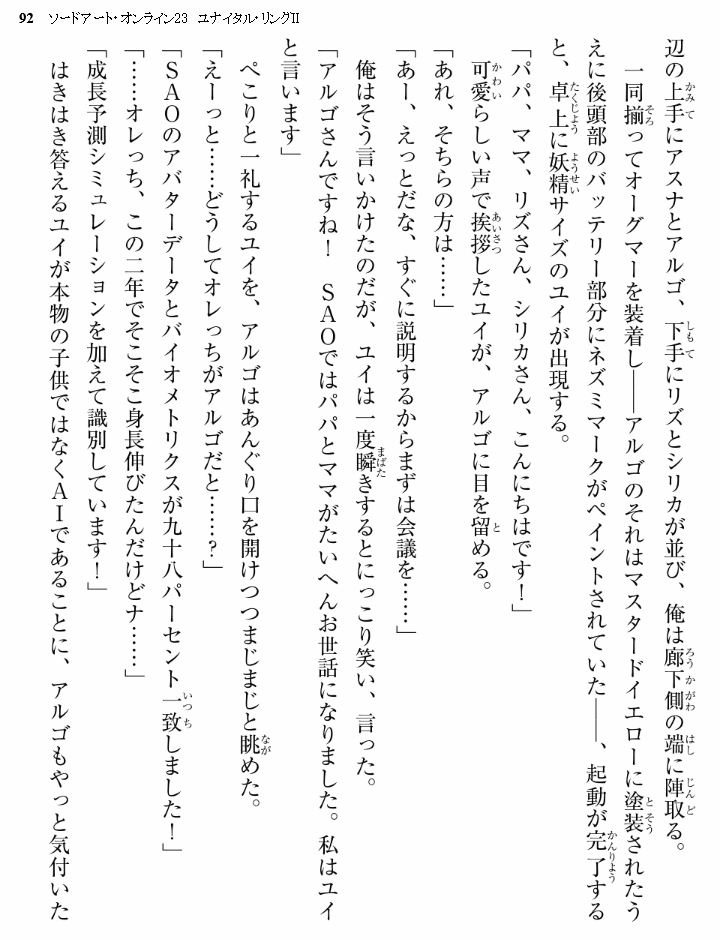 92 ソードアート・オンライン23 ユナイタル・リングII
辺の上手にアスナとアルゴ、下手にリズとシリカが並び、俺は廊下側の端に陣取る。
一同揃ってオーグマーを装着し——アルゴのそれはマスタードイエローに塗装されたう
えに後頭部のバッテリー部分にネズミマークがペイントされていた——、起動が完了する
と、卓上に妖精サイズのユイが出現する。
「パパ、ママ、リズさん、シリカさん、こんにちはです！」
可愛らしい声で挨拶したユイが、アルゴに目を留める。
「あれ、そちらの方は……」
「あー、えっとだな、すぐに説明するからまずは会議を……」
俺はそう言いかけたのだが、ユイは一度瞬きするとにっこり笑い、言った。
「アルゴさんですね！　SAOではパパとママがたいへんお世話になりました。私はユイ
と言います」
ぺこりと一礼するユイを、アルゴはあんぐり口を開けつつまじまじと眺めた。
「えーっと……どうしてオレっちがアルゴだと……？」
「SAOのアバターデータとバイオメトリクスが九十八パーセント一致しました！」
「……オレっち、この二年でそこそこ身長伸びたんだけどナ……」
「成長予測シミュレーションを加えて識別しています！」
はきはき答えるユイが本物の子供ではなくAIであることに、アルゴもやっと気付いた